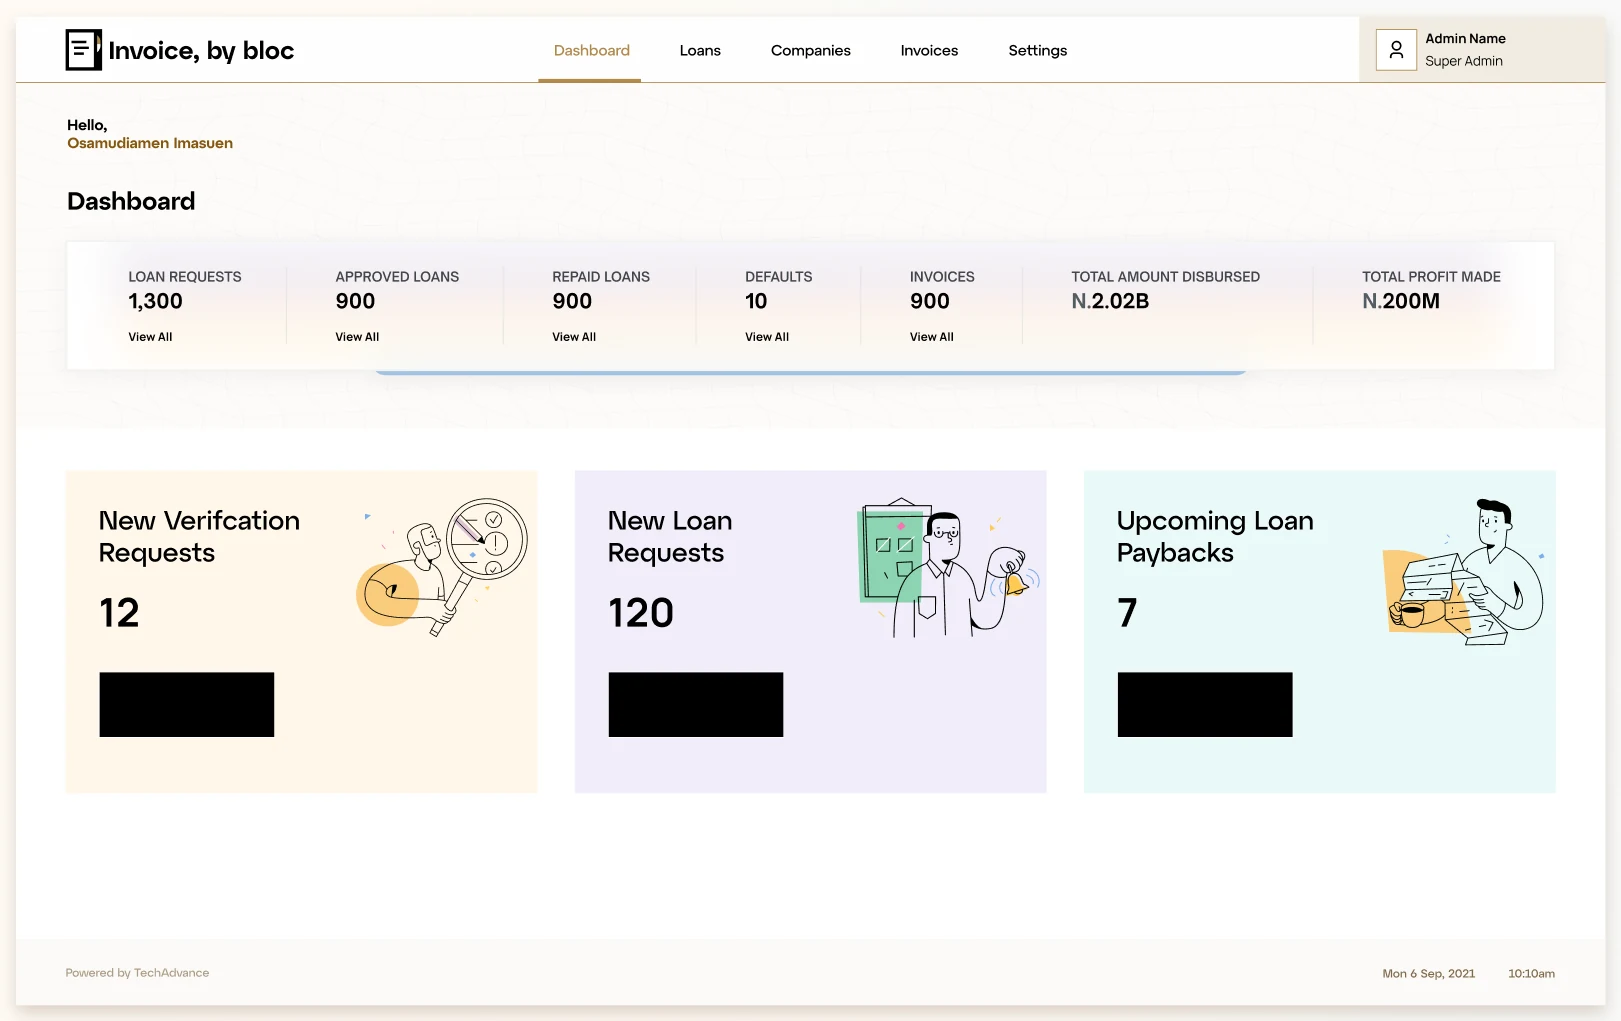 Invoice, by bloc
Dashboard
Loans
Companies
Invoices
Settings
Admin Name
Super Admin
Hello,
Osamudiamen Imasuen
Dashboard
LOAN REQUESTS
1,300
View All
APPROVED LOANS
900
View All
REPAID LOANS
900
View All
DEFAULTS
10
View All
INVOICES
900
View All
TOTAL AMOUNT DISBURSED
N.2.02B
TOTAL PROFIT MADE
N.200M
New Verifcation
Requests
12
New Loan
Requests
120
Upcoming Loan
Paybacks
7
Powered by TechAdvance
Mon 6 Sep, 2021
10:10am